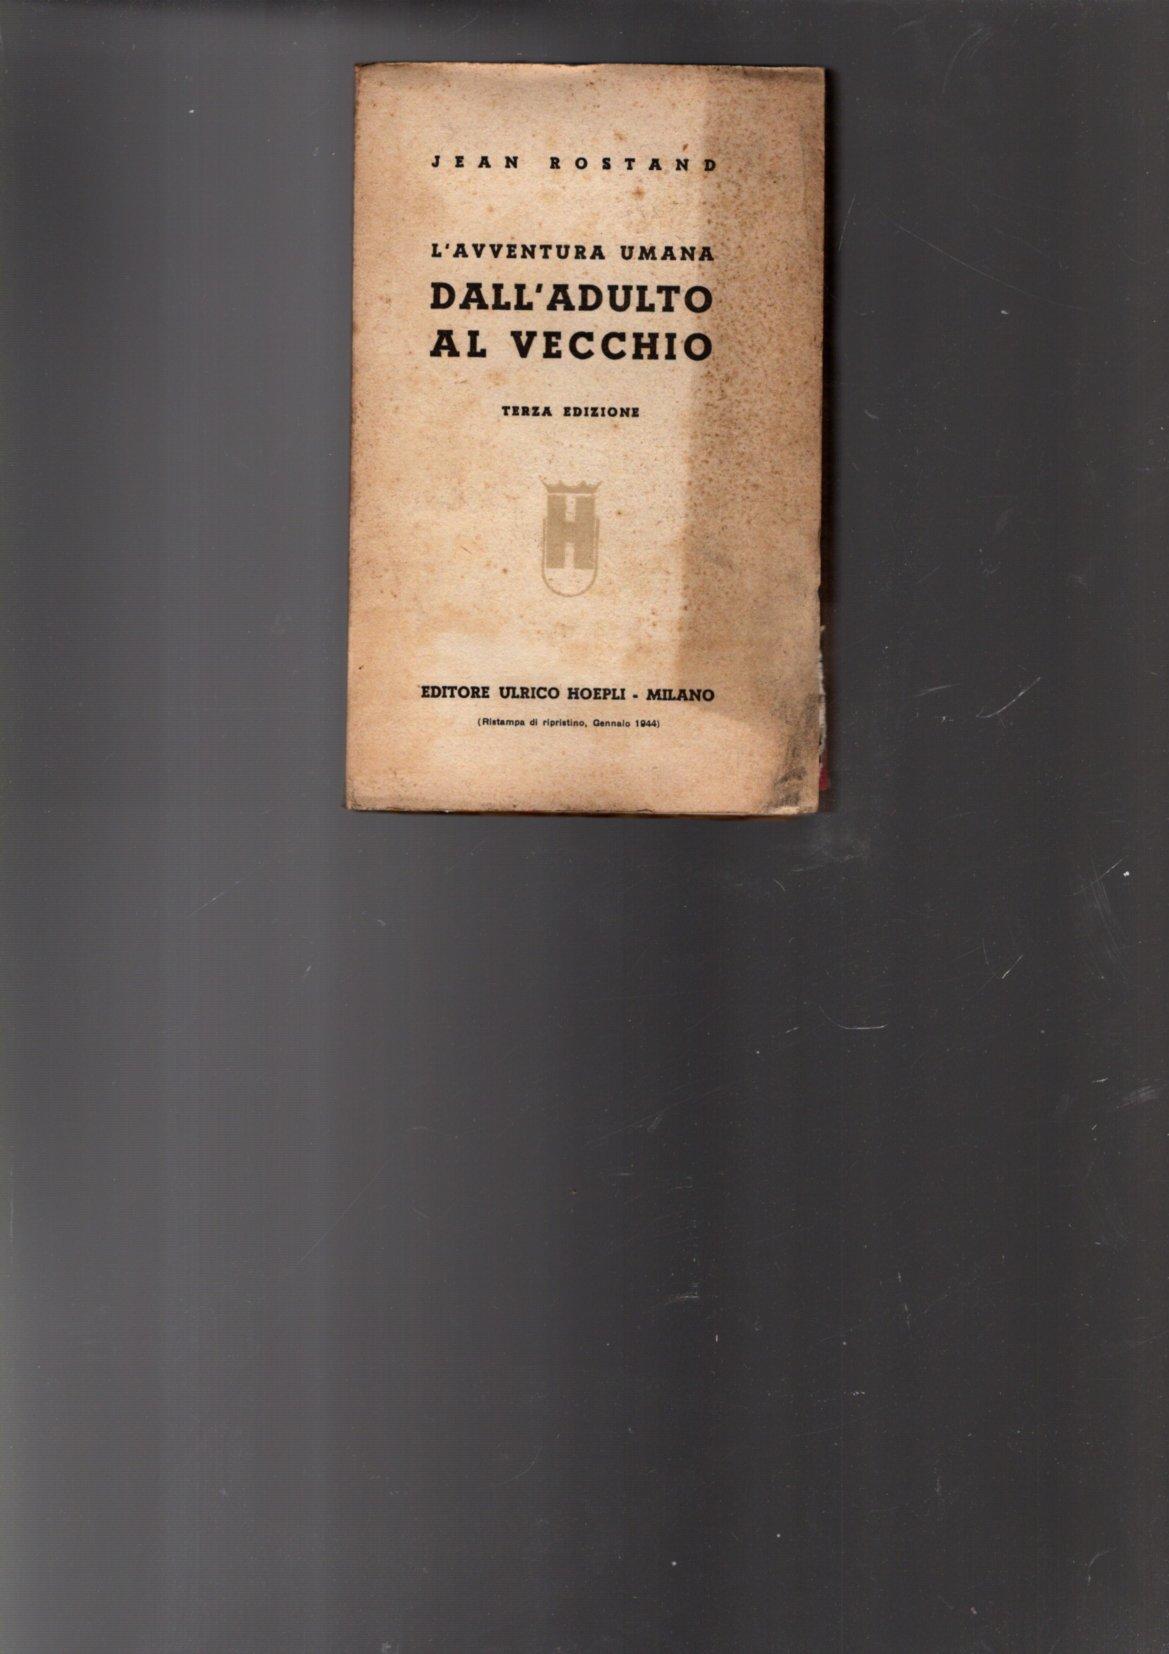 JEAN ROSTAND
L'AVVENTURA UMANA
DALL'ADULTO
AL VECCHIO
TERZA EDIZIONE
H
EDITORE ULRICO HOEPLI - MILANO
(Ristampa di ripristino, Gennaio 1944)